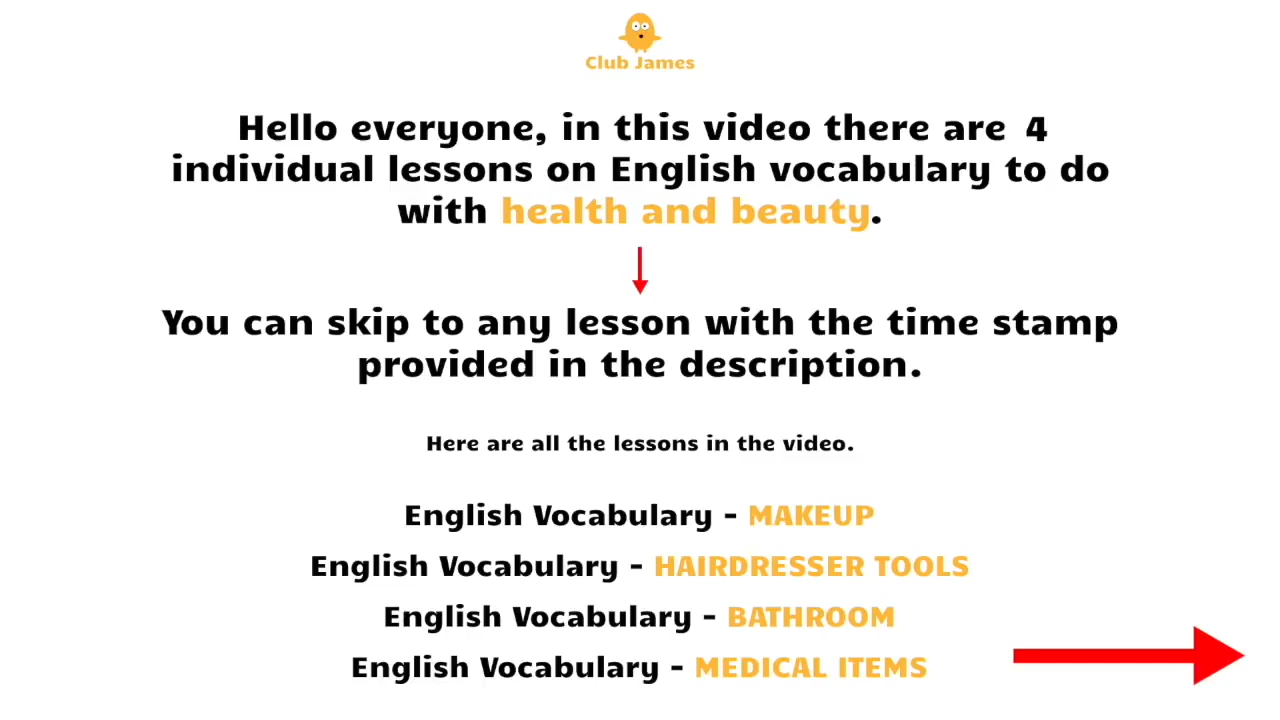 Club James
Hello everyone, in this video there are 4
individual lessons on English vocabulary to do
with health and beauty.
You can skip to any lesson with the time stamp
provided in the description.
Here are all the lessons in the video.
English Vocabulary - MAKEUP
English Vocabulary - HAIRDRESSER TOOLS
English Vocabulary - BATHROOM
English Vocabulary - MEDICAL ITEMS